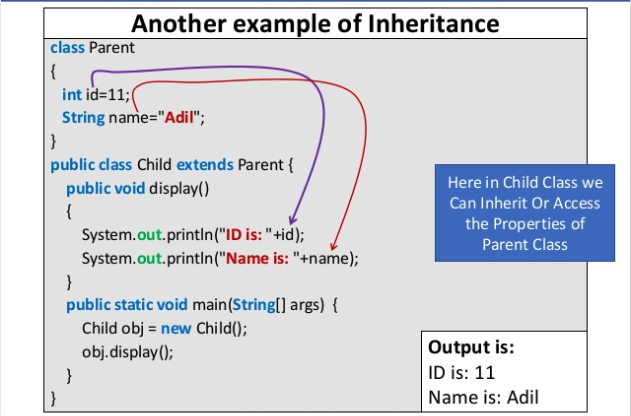 Another example of Inheritance
class Parent
{
int id=11;
String name="Adil";
}
public class Child extends Parent {
public void display()
{
System.out.println("ID is: "+id);
System.out.println("Name is: "+name);
}
public static void main(String[] args) {
Child obj = new Child();
obj.display();
}
}
Here in Child Class we
Can Inherit Or Access
the Properties of
Parent Class
Output is:
ID is: 11
Name is: Adil